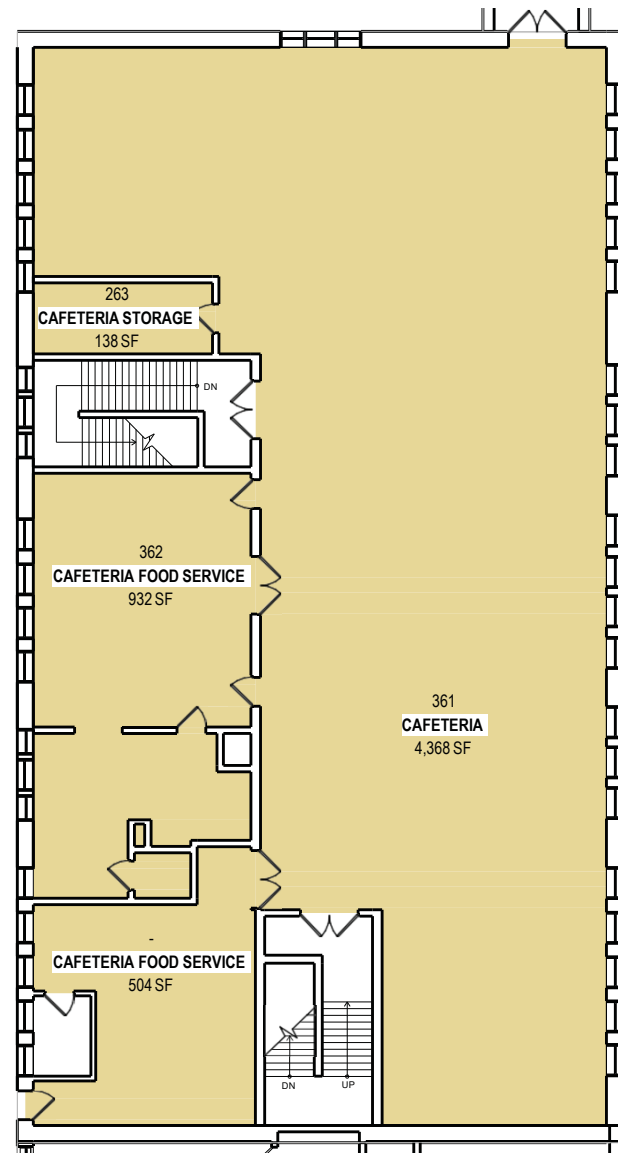 263
CAFETERIA STORAGE
138 SF
DN
362
CAFETERIA FOOD SERVICE
932 SF
361
CAFETERIA
4,368 SF
-
CAFETERIA FOOD SERVICE
504 SF
DN
UP